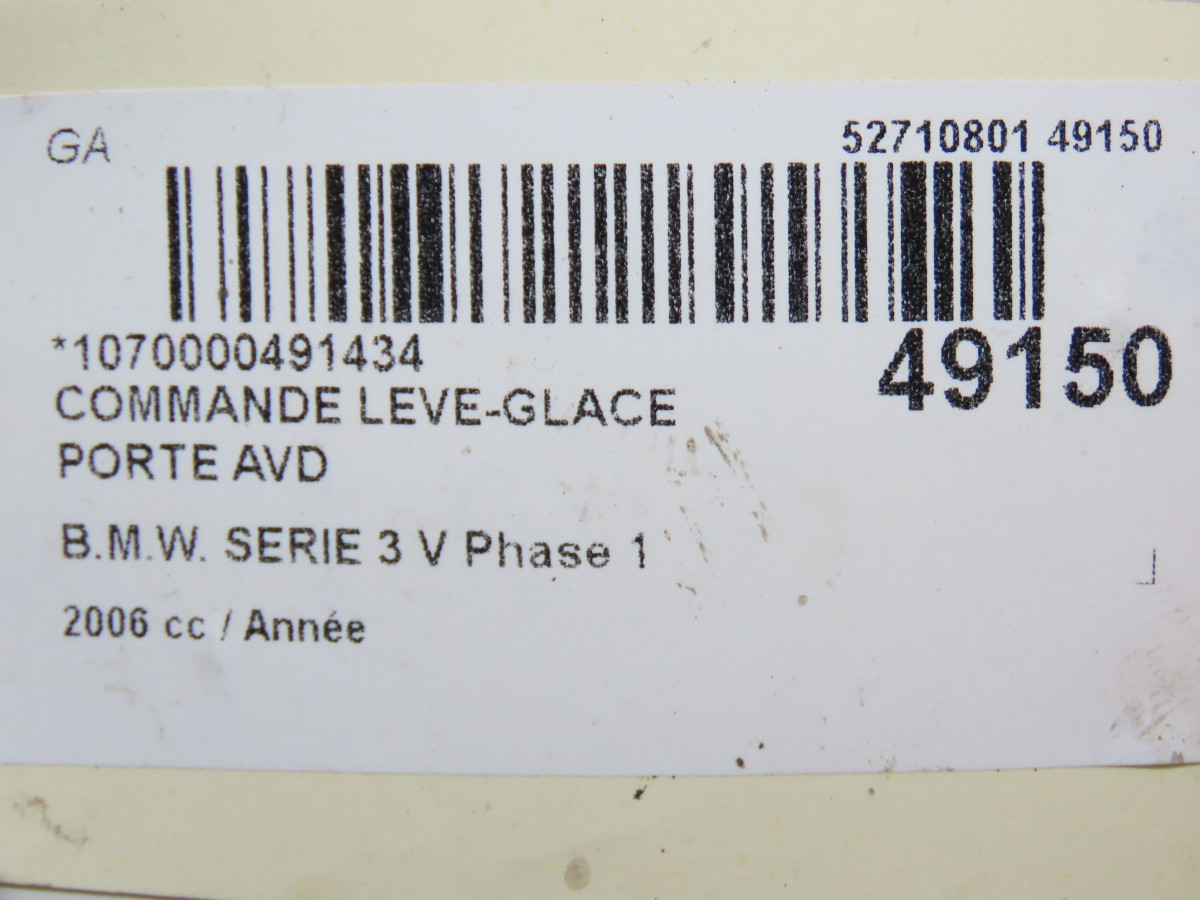 GA
52710801 49150
*1070000491434
49150
COMMANDE LEVE-GLACE
PORTE AVD
B.M.W. SERIE 3 V Phase 1
2006 cc / Année